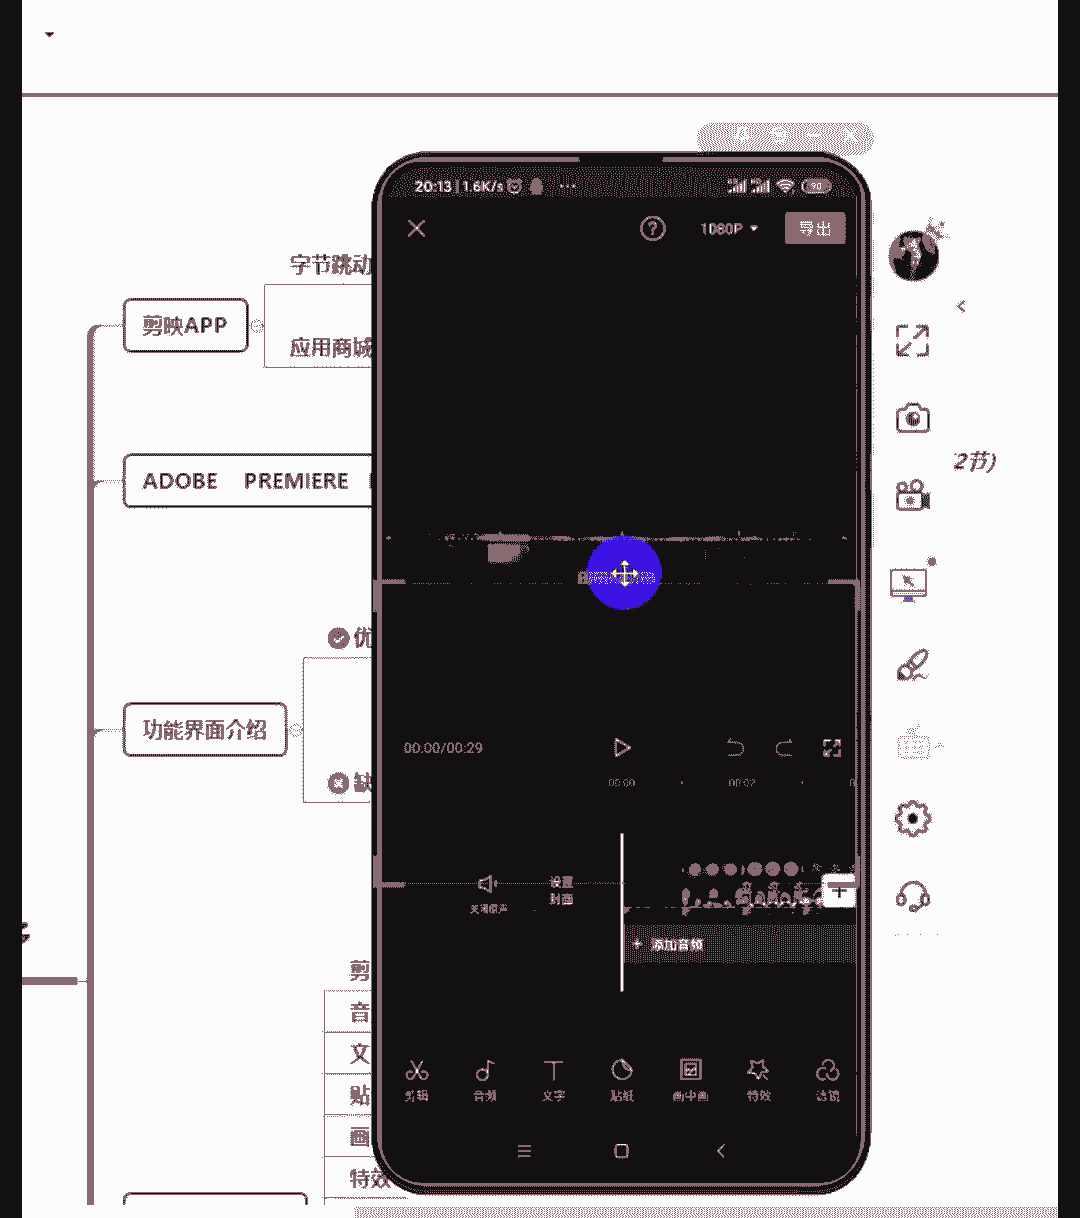 20:13 | 1.6K/s
90
1080P
导出
字节跳动
剪映APP
应用商城
2节)
ADOBE PREMIERE
优
功能界面介绍
00:00/00:29
缺
00:00
00:02
设置
封面
关闭原声
添加音频
剪
音
文
贴
画
特效
剪辑
音频
文字
贴纸
画中画
特效
滤镜